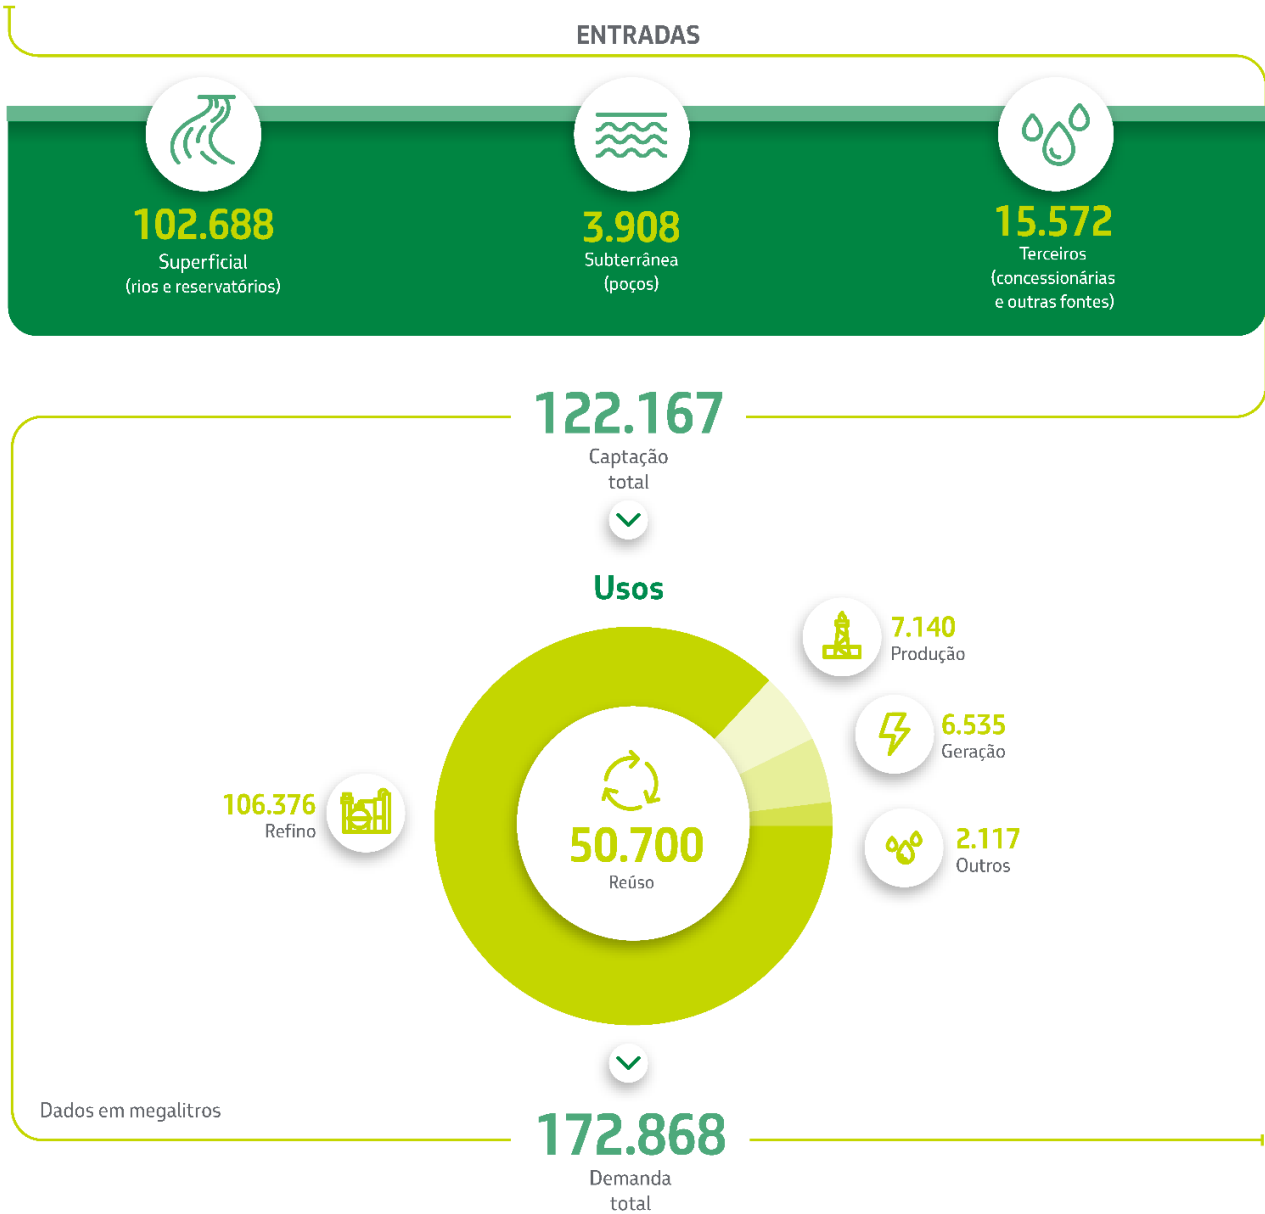 ENTRADAS
102.688
Superficial
(rios e reservatórios)
3.908
Subterrânea
(poços)
15.572
Terceiros
(concessionárias
e outras fontes)
122.167
Captação
total
Usos
7.140
Produção
6.535
Geração
106.376
Refino
50.700
Reúso
2.117
Outros
Dados em megalitros
172.868
Demanda
total